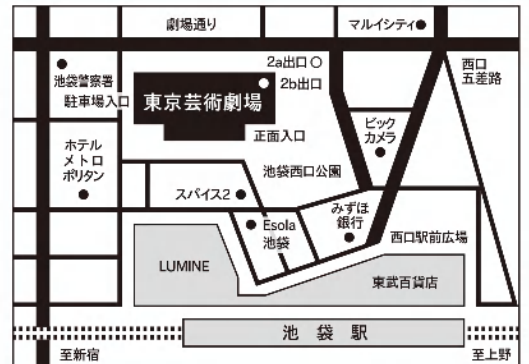 劇場通り
マルイシティ
2a出口
2b出口
西口
五差路
池袋警察署
駐車場入口
東京芸術劇場
正面入口
ビック
カメラ
ホテル
メトロ
ポリタン
池袋西口公園
スパイス2
Esola
池袋
みずほ
銀行
西口駅前広場
LUMINE
東武百貨店
池袋駅
至新宿
至上野